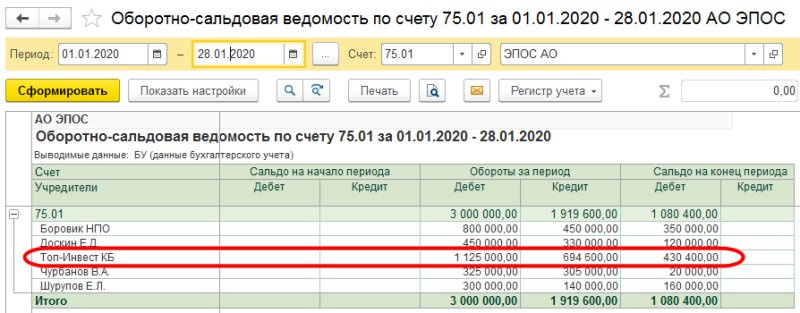 Оборотно-сальдовая ведомость по счету 75.01 за 01.01.2020 - 28.01.2020 АО ЭПОС
Период: 01.01.2020 – 28.01.2020 ... Счет: 75.01 ЭПОС АО
Сформировать Показать настройки Печать Регистр учета Σ 0,00
АО ЭПОС
Оборотно-сальдовая ведомость по счету 75.01 за 01.01.2020 - 28.01.2020
Выводимые данные: БУ (данные бухгалтерского учета)
Счет Сальдо на начало периода Обороты за период Сальдо на конец периода
Учредители Дебет Кредит Дебет Кредит Дебет Кредит
75.01 3 000 000,00 1 919 600,00 1 080 400,00
Боровик НПО 800 000,00 450 000,00 350 000,00
Доскин Е.Л. 450 000,00 330 000,00 120 000,00
Топ-Инвест КБ 1 125 000,00 694 600,00 430 400,00
Чурбанов В.А. 325 000,00 305 000,00 20 000,00
Шурупов Е.Л. 300 000,00 140 000,00 160 000,00
Итого 3 000 000,00 1 919 600,00 1 080 400,00